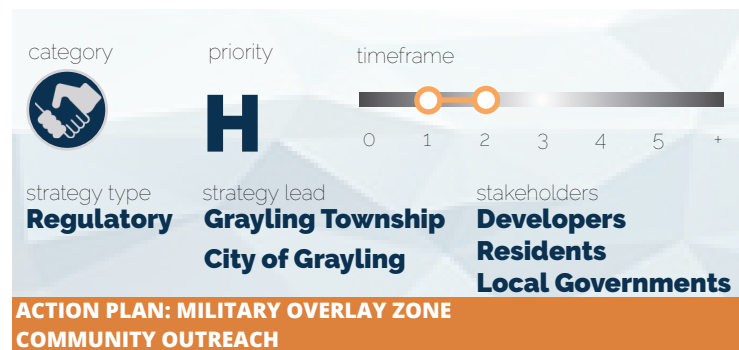 category priority timeframe
H
0 1 2 3 4 5 +
strategy type strategy lead stakeholders
Regulatory Grayling Township Developers
City of Grayling Residents
Local Governments
ACTION PLAN: MILITARY OVERLAY ZONE
COMMUNITY OUTREACH